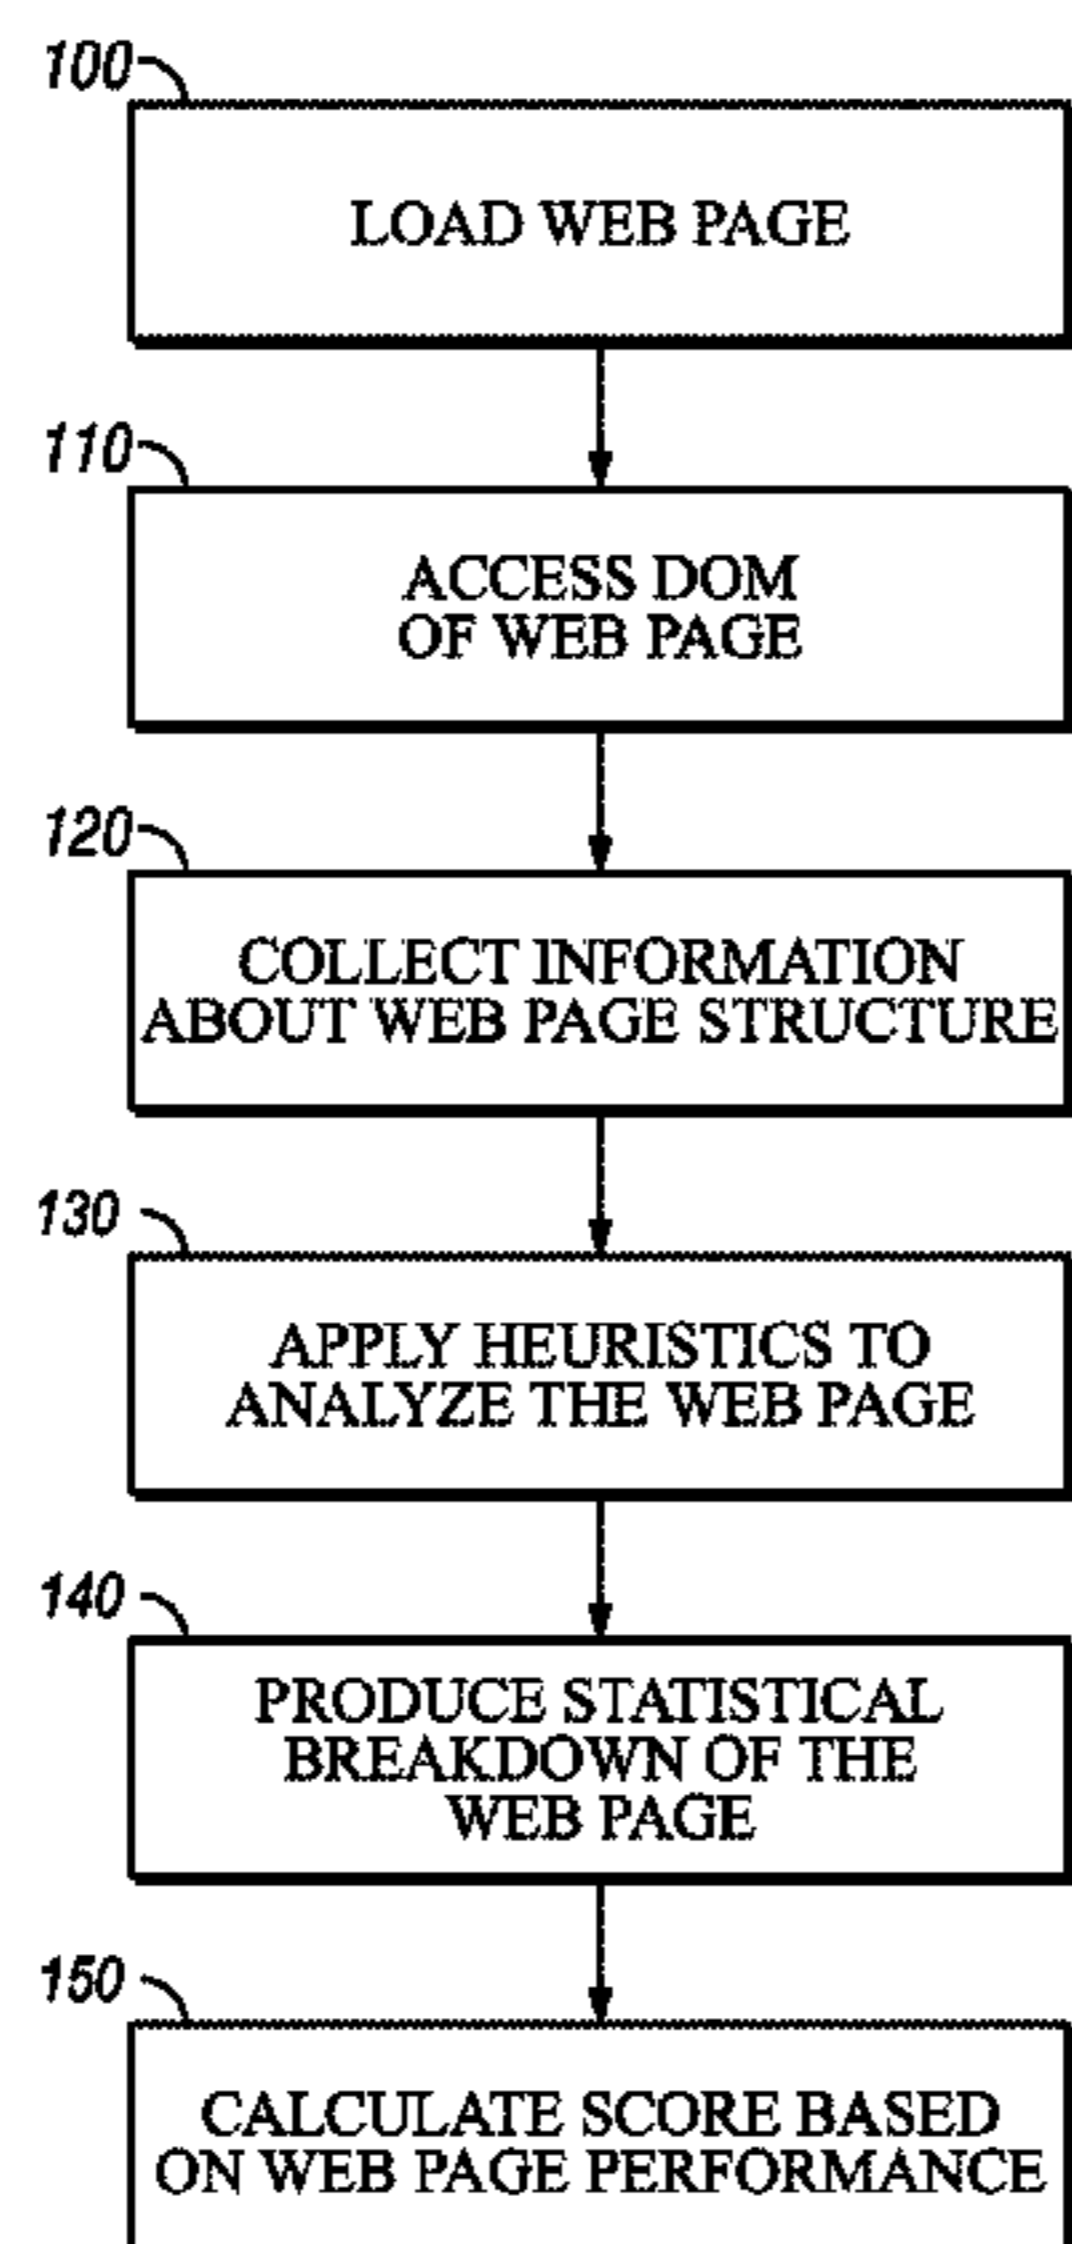 100
LOAD WEB PAGE
110
ACCESS DOM
OF WEB PAGE
120
COLLECT INFORMATION
ABOUT WEB PAGE STRUCTURE
130
APPLY HEURISTICS TO
ANALYZE THE WEB PAGE
140
PRODUCE STATISTICAL
BREAKDOWN OF THE
WEB PAGE
150
CALCULATE SCORE BASED
ON WEB PAGE PERFORMANCE